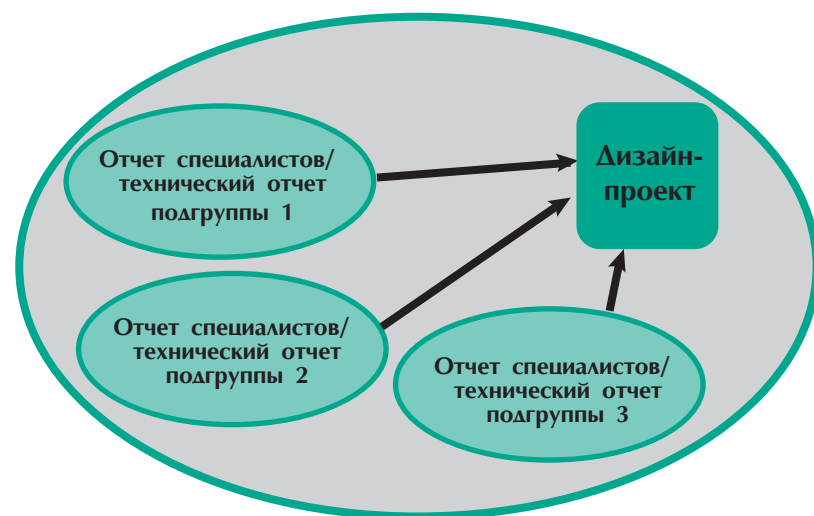 Отчет специалистов/
технический отчет
подгруппы 1
Дизайн-
проект
Отчет специалистов/
технический отчет
подгруппы 2
Отчет специалистов/
технический отчет
подгруппы 3